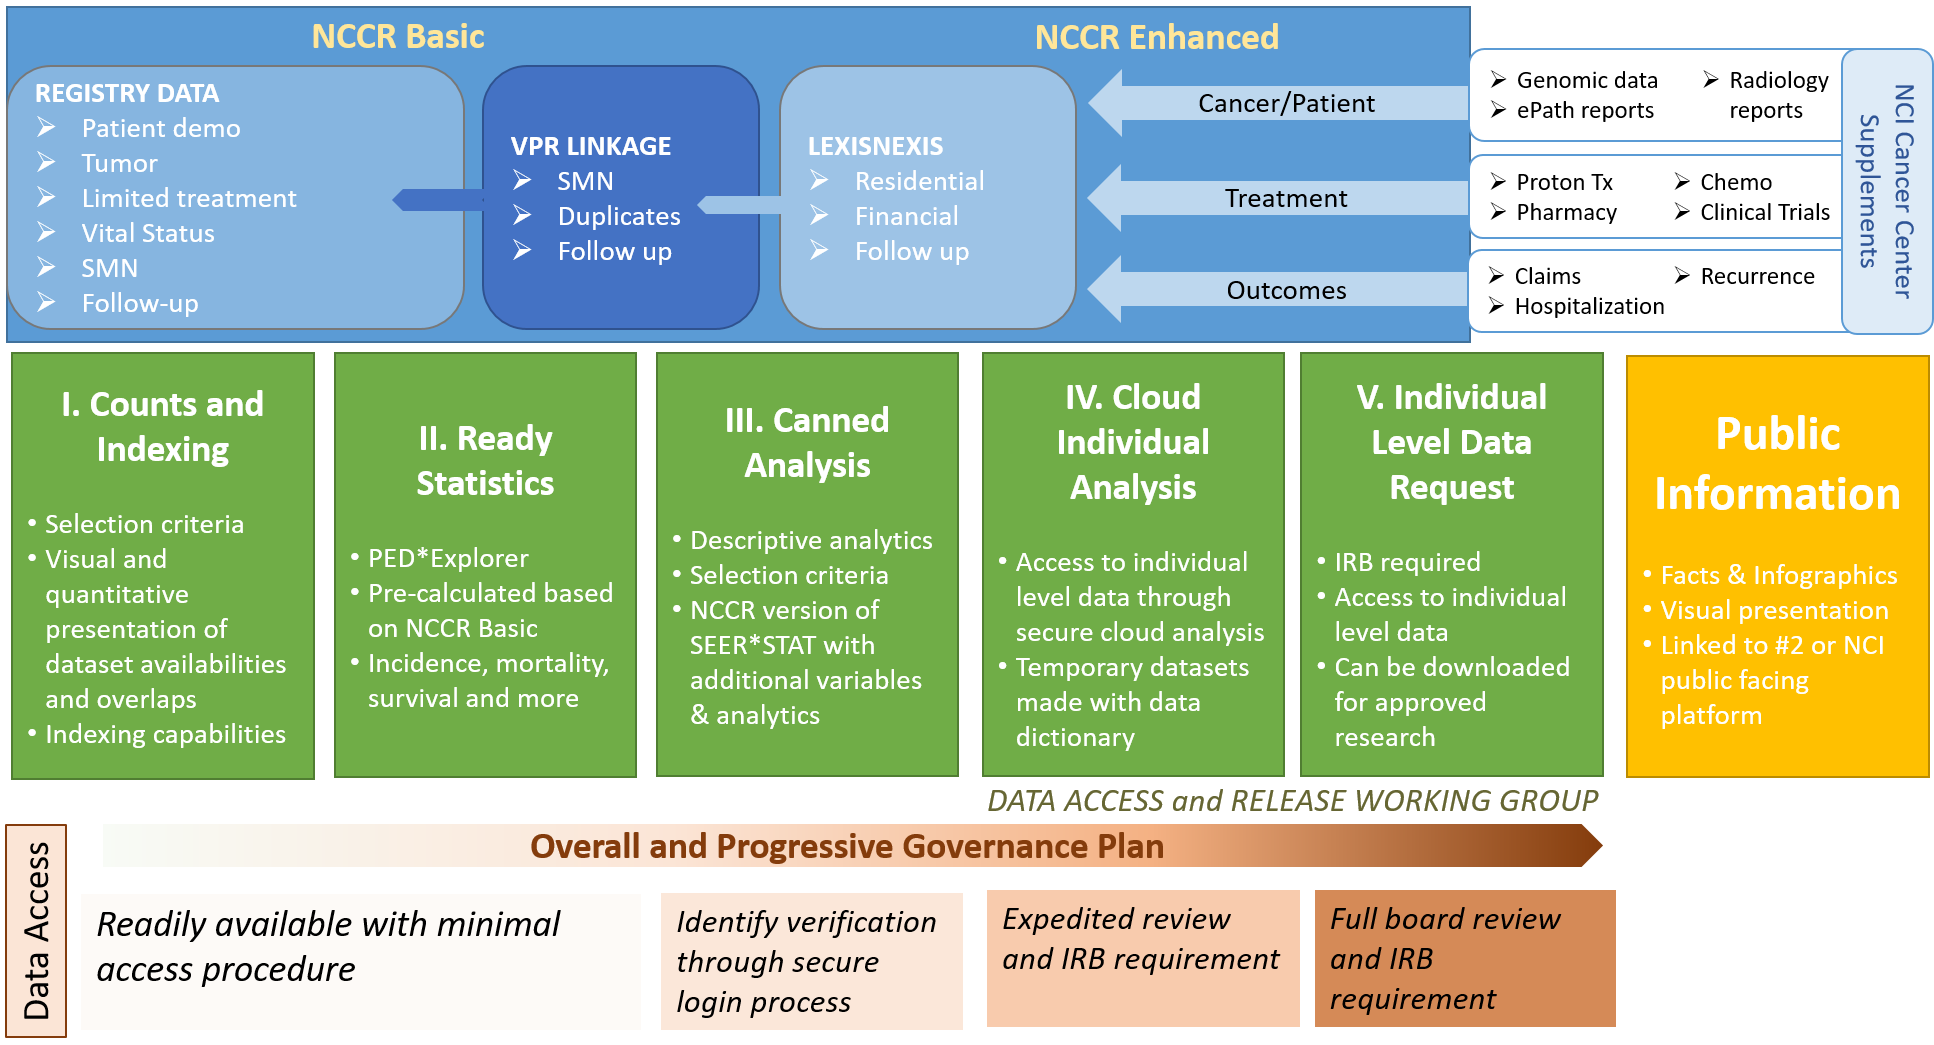 NCCR Basic
NCCR Enhanced
REGISTRY DATA
➢ Patient demo
➢ Tumor
➢ Limited treatment
➢ Vital Status
➢ SMN
➢ Follow-up
VPR LINKAGE
➢ SMN
➢ Duplicates
➢ Follow up
LEXISNEXIS
➢ Residential
➢ Financial
➢ Follow up
Cancer/Patient
Treatment
Outcomes
➢ Genomic data
➢ ePath reports
➢ Radiology
reports
➢ Proton Tx
➢ Pharmacy
➢ Chemo
➢ Clinical Trials
➢ Claims
➢ Hospitalization
➢ Recurrence
NCI Cancer Center
Supplements
I. Counts and
Indexing
• Selection criteria
• Visual and
quantitative
presentation of
dataset availabilities
and overlaps
• Indexing capabilities
II. Ready
Statistics
• PED*Explorer
• Pre-calculated based
on NCCR Basic
• Incidence, mortality,
survival and more
III. Canned
Analysis
• Descriptive analytics
• Selection criteria
• NCCR version of
SEER*STAT with
additional variables
& analytics
IV. Cloud
Individual
Analysis
• Access to individual
level data through
secure cloud analysis
• Temporary datasets
made with data
dictionary
V. Individual
Level Data
Request
• IRB required
• Access to individual
level data
• Can be downloaded
for approved
research
Public
Information
• Facts & Infographics
• Visual presentation
• Linked to #2 or NCI
public facing
platform
DATA ACCESS and RELEASE WORKING GROUP
Overall and Progressive Governance Plan
Data Access
Readily available with minimal
access procedure
Identify verification
through secure
login process
Expedited review
and IRB requirement
Full board review
and IRB
requirement